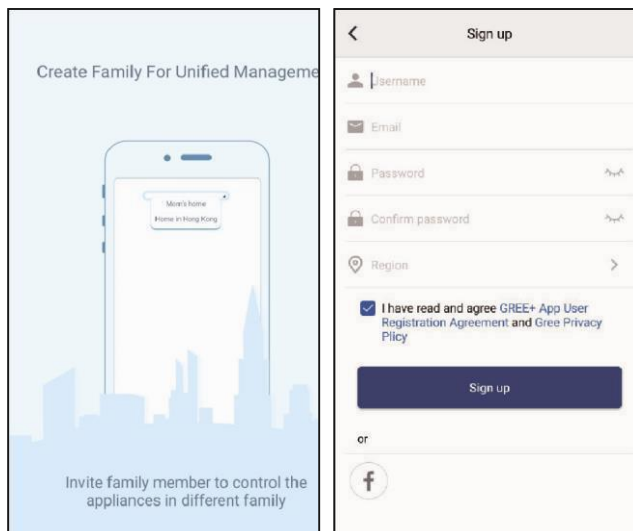 Create Family For Unified Manageme
Mom's home
Home in Hong Kong
Invite family member to control the
appliances in different family
Sign up
Username
Email
Password
Confirm password
Region
I have read and agree GREE+ App User
Registration Agreement and Gree Privacy
Plicy
Sign up
or